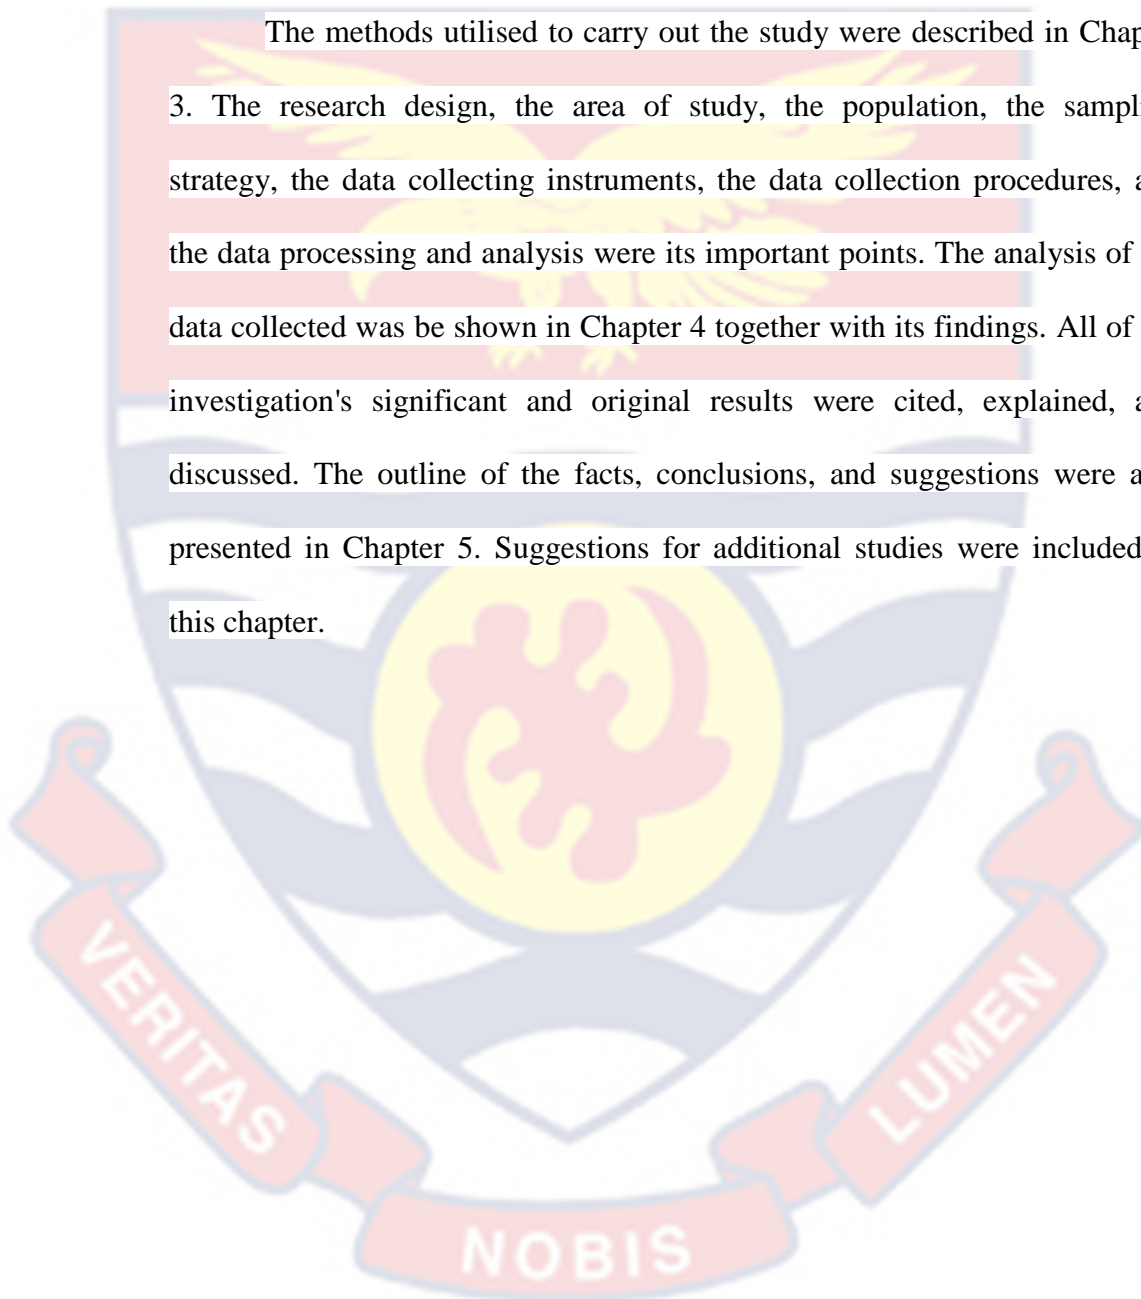 The methods utilised to carry out the study were described in Chap
3. The research design, the area of study, the population, the sampl
strategy, the data collecting instruments, the data collection procedures, a
the data processing and analysis were its important points. The analysis of
data collected was be shown in Chapter 4 together with its findings. All of
investigation's significant and original results were cited, explained, a
discussed. The outline of the facts, conclusions, and suggestions were a
presented in Chapter 5. Suggestions for additional studies were included
this chapter.
VERITAS
NOBIS
LUMEN